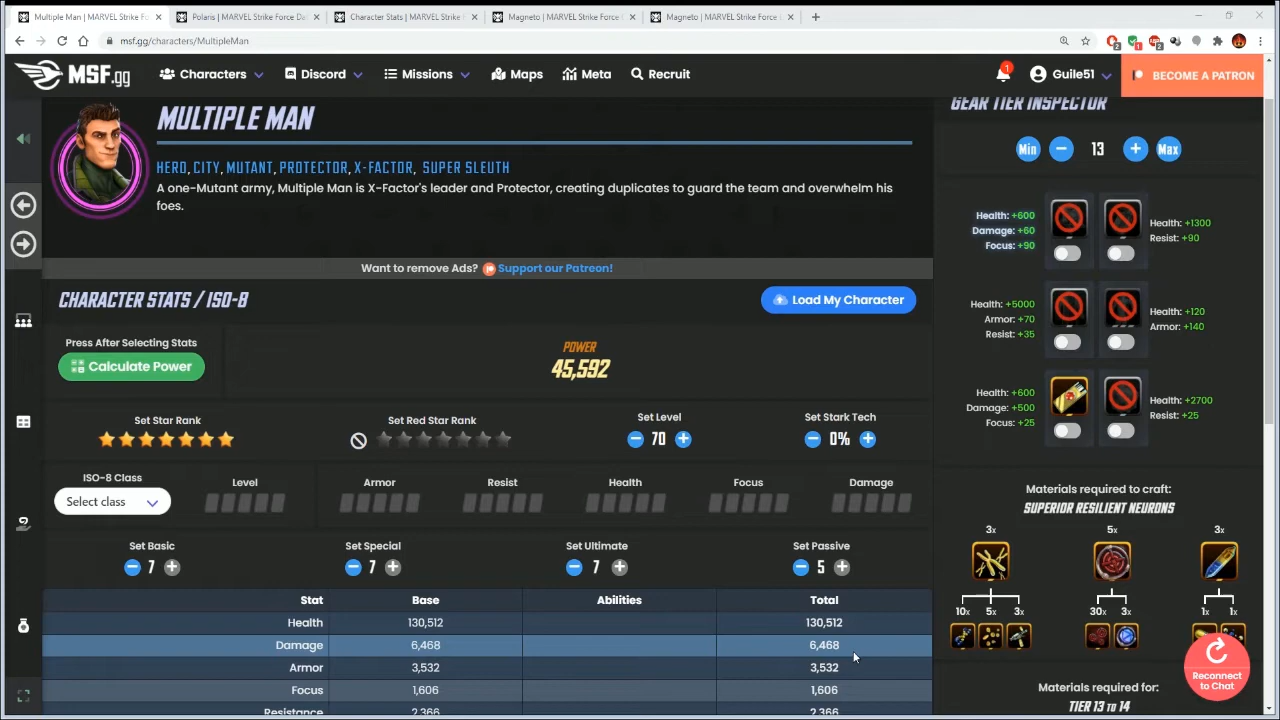 Multiple Man | MARVEL Strike Fo
Polaris | MARVEL Strike Force Da
Character Stats | MARVEL Strike F
Magneto | MARVEL Strike Force
Magneto | MARVEL Strike Force
msf.gg/characters/MultipleMan
MSF.gg
Characters
Discord
Missions
Maps
Meta
Recruit
1
Guile51
BECOME A PATRON
MULTIPLE MAN
HERO, CITY, MUTANT, PROTECTOR, X-FACTOR, SUPER SLEUTH
A one-Mutant army, Multiple Man is X-Factor's leader and Protector, creating duplicates to guard the team and overwhelm his
foes.
Want to remove Ads? Support our Patreon!
CHARACTER STATS / ISO-8
Load My Character
Press After Selecting Stats
Calculate Power
POWER
45,592
Set Star Rank
Set Red Star Rank
Set Level
70
Set Stark Tech
0%
ISO-8 Class
Select class
Level
Armor
Resist
Health
Focus
Damage
Set Basic
7
Set Special
7
Set Ultimate
7
Set Passive
5
Stat Base Abilities Total
Health 130,512 130,512
Damage 6,468 6,468
Armor 3,532 3,532
Focus 1,606 1,606
Resistance 2,366 2,366
GEAR TIER INSPECTOR
Min
13
Max
Health: +600
Damage: +60
Focus: +90
Health: +1300
Resist: +90
Health: +5000
Armor: +70
Resist: +35
Health: +120
Armor: +140
Health: +600
Damage: +500
Focus: +25
Health: +2700
Resist: +25
Materials required to craft:
SUPERIOR RESILIENT NEURONS
3x 5x 3x
10x 5x 3x 30x 3x 1x 1x
Reconnect
to Chat
Materials required for:
TIER 13 to 14